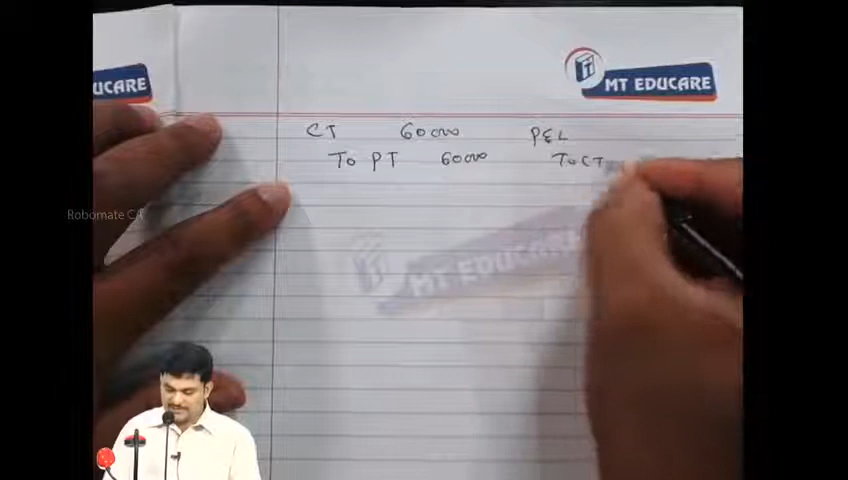 UCARE
MT EDUCARE
CT 60000 P&L
To PT 60000 To CT
MT EDUCARE
Robomate CA